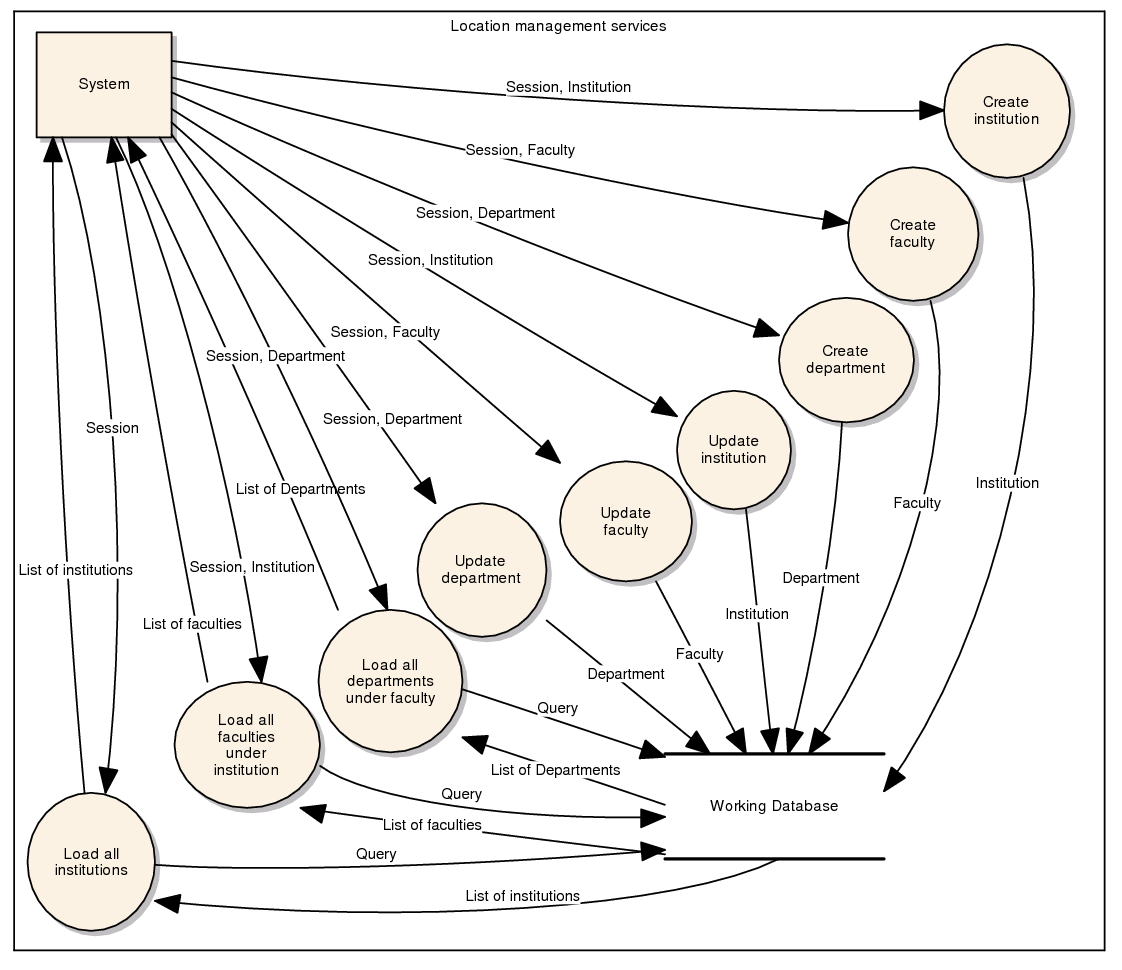 Location management services
System
Session, Institution
Create
institution
Session, Faculty
Create
faculty
Session, Department
Session, Institution
Session, Faculty
Create
department
Session, Department
Session, Department
Session
Update
institution
List of Departments
Institution
Faculty
Update
faculty
Update
department
List of institutions
Session, Institution
Department
List of faculties
Institution
Faculty
Department
Load all
departments
under faculty
Query
Load all
faculties
under
institution
List of Departments
Query
Working Database
List of faculties
Load all
institutions
Query
List of institutions